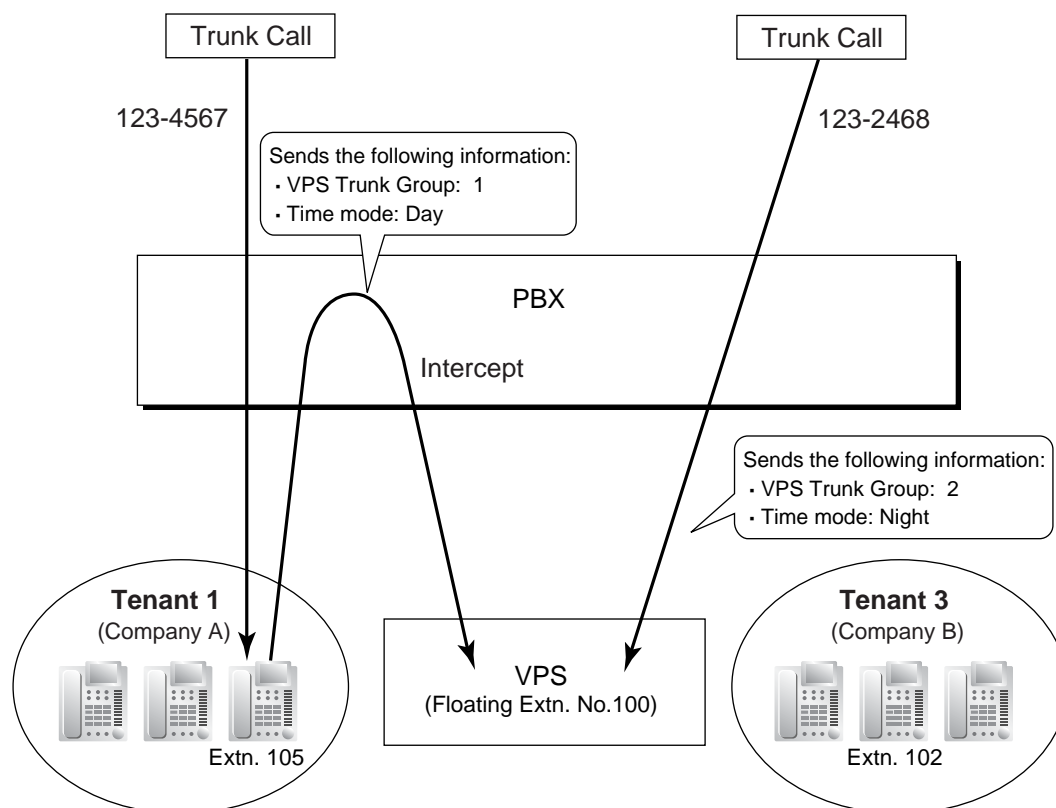 Trunk Call
Trunk Call
123-4567
123-2468
Sends the following information:
· VPS Trunk Group: 1
· Time mode: Day
PBX
Intercept
Sends the following information:
· VPS Trunk Group: 2
· Time mode: Night
Tenant 1
(Company A)
Extn. 105
VPS
(Floating Extn. No.100)
Tenant 3
(Company B)
Extn. 102